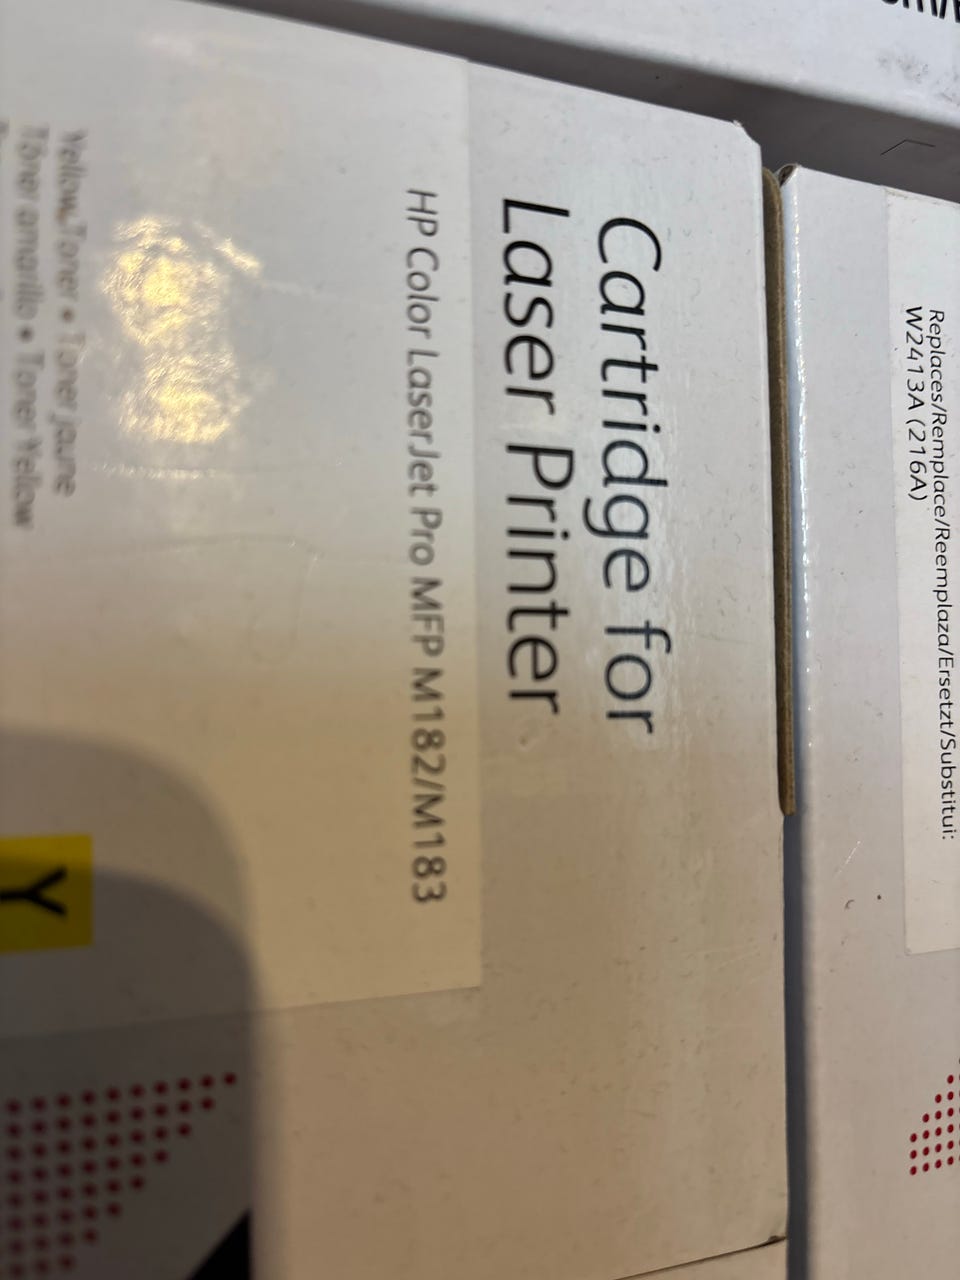 Replaces/Remplace/Reemplaza/Ersetzt/Substitui:
W2413A (216A)
Cartridge for
Laser Printer
HP Color LaserJet Pro MFP M182/M183
Yellow Toner • Toner jaune
Tóner amarillo • Toner Yellow
Y